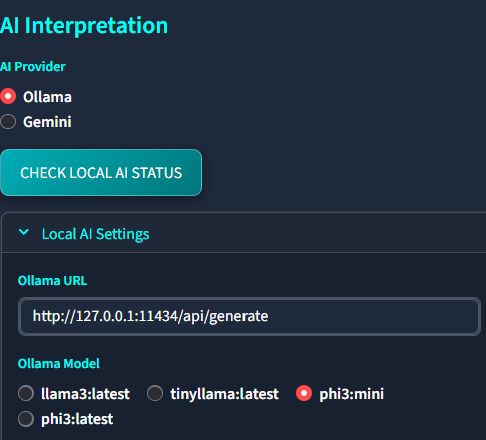 AI Interpretation
AI Provider
Ollama
Gemini
CHECK LOCAL AI STATUS
Local AI Settings
Ollama URL
http://127.0.0.1:11434/api/generate
Ollama Model
llama3:latest tinyllama:latest phi3:mini
phi3:latest